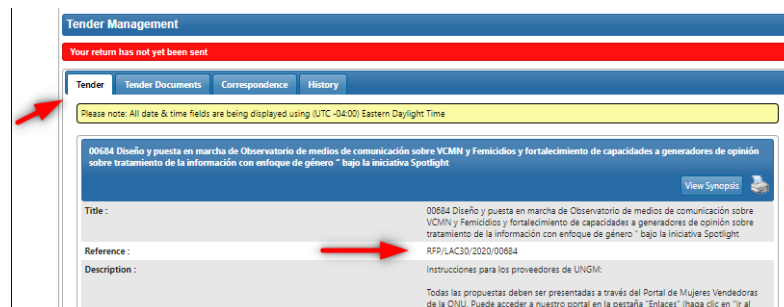 Tender Management
Your return has not yet been sent
Tender Tender Documents Correspondence History
Please note: All date & time fields are being displayed using (UTC -04:00) Eastern Daylight Time
00684 Diseño y puesta en marcha de Observatorio de medios de comunicación sobre VCMN y Femicidios y fortalecimiento de capacidades a generadores de opinión
sobre tratamiento de la información con enfoque de género " bajo la iniciativa Spotlight
View Synopsis
Title : 00684 Diseño y puesta en marcha de Observatorio de medios de comunicación sobre
VCMN y Femicidios y fortalecimiento de capacidades a generadores de opinión sobre
tratamiento de la información con enfoque de género " bajo la iniciativa Spotlight
Reference : RFP/LAC30/2020/00684
Description : Instrucciones para los proveedores de UNGM:
Todas las propuestas deben ser presentadas a través del Portal de Mujeres Vendedoras
de la ONU. Puede acceder a nuestro portal en la pestaña "Enlaces" (haga clic en "Ir al